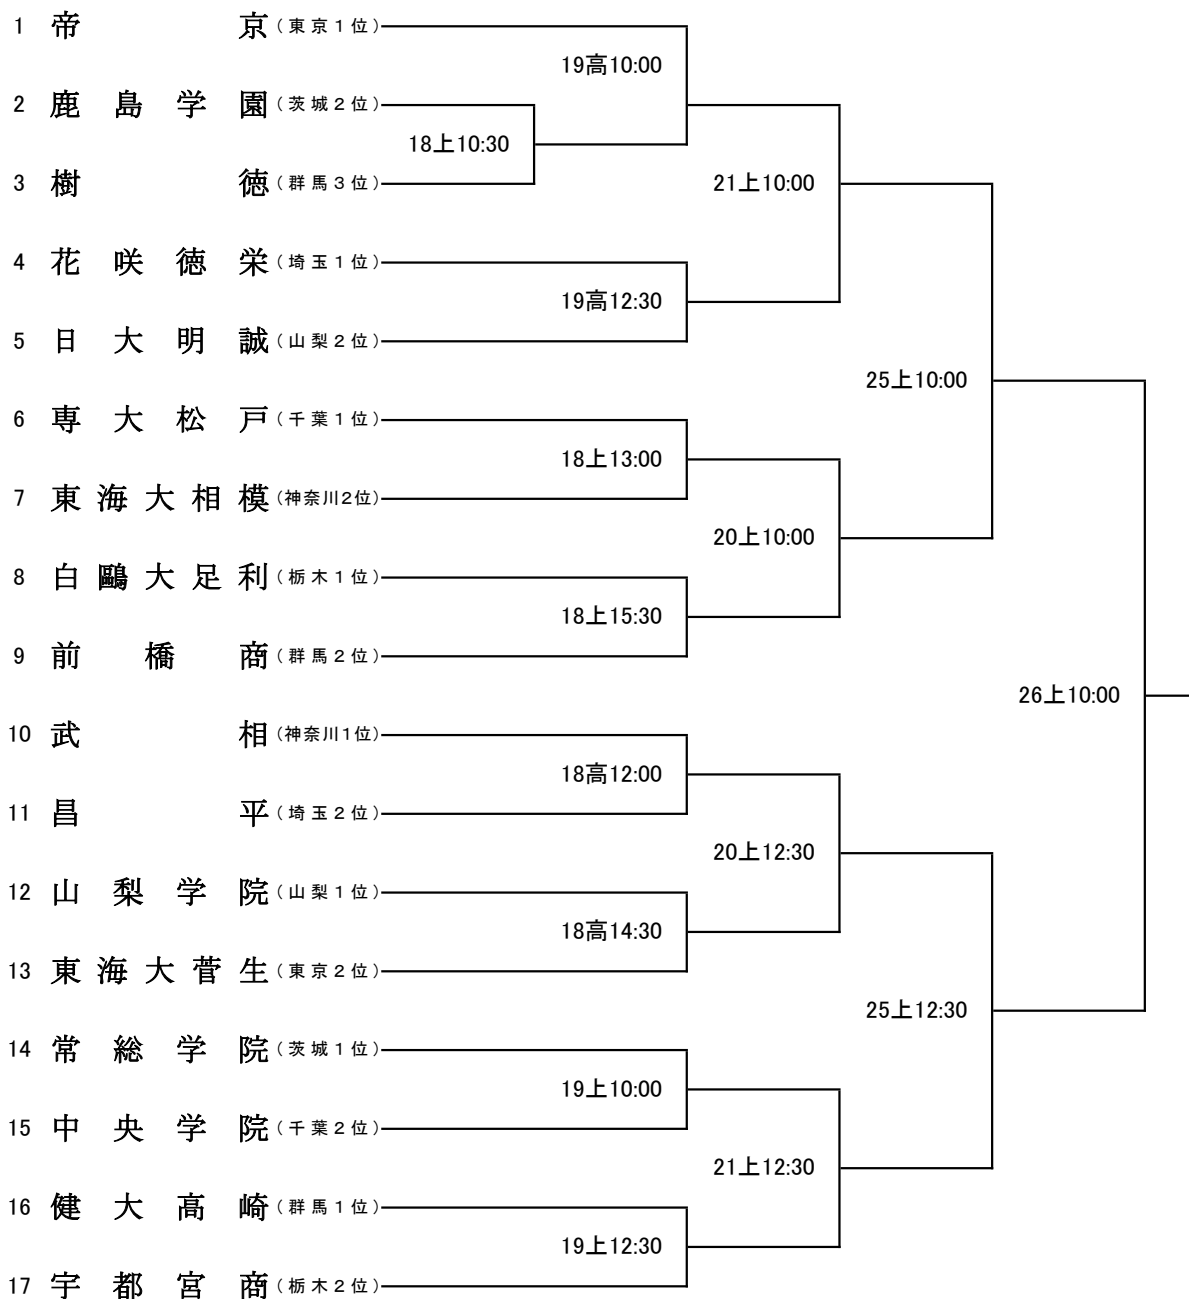 1 帝京（東京１位）
19高10:00
2 鹿島学園（茨城２位）
18上10:30
3 樹徳（群馬３位）
21上10:00
4 花咲徳栄（埼玉１位）
19高12:30
5 日大明誠（山梨２位）
25上10:00
6 専大松戸（千葉１位）
18上13:00
7 東海大相模（神奈川2位）
20上10:00
8 白鷗大足利（栃木１位）
18上15:30
9 前橋商（群馬２位）
26上10:00
10 武相（神奈川1位）
18高12:00
11 昌平（埼玉２位）
20上12:30
12 山梨学院（山梨１位）
18高14:30
13 東海大菅生（東京２位）
25上12:30
14 常総学院（茨城１位）
19上10:00
15 中央学院（千葉２位）
21上12:30
16 健大高崎（群馬１位）
19上12:30
17 宇都宮商（栃木２位）